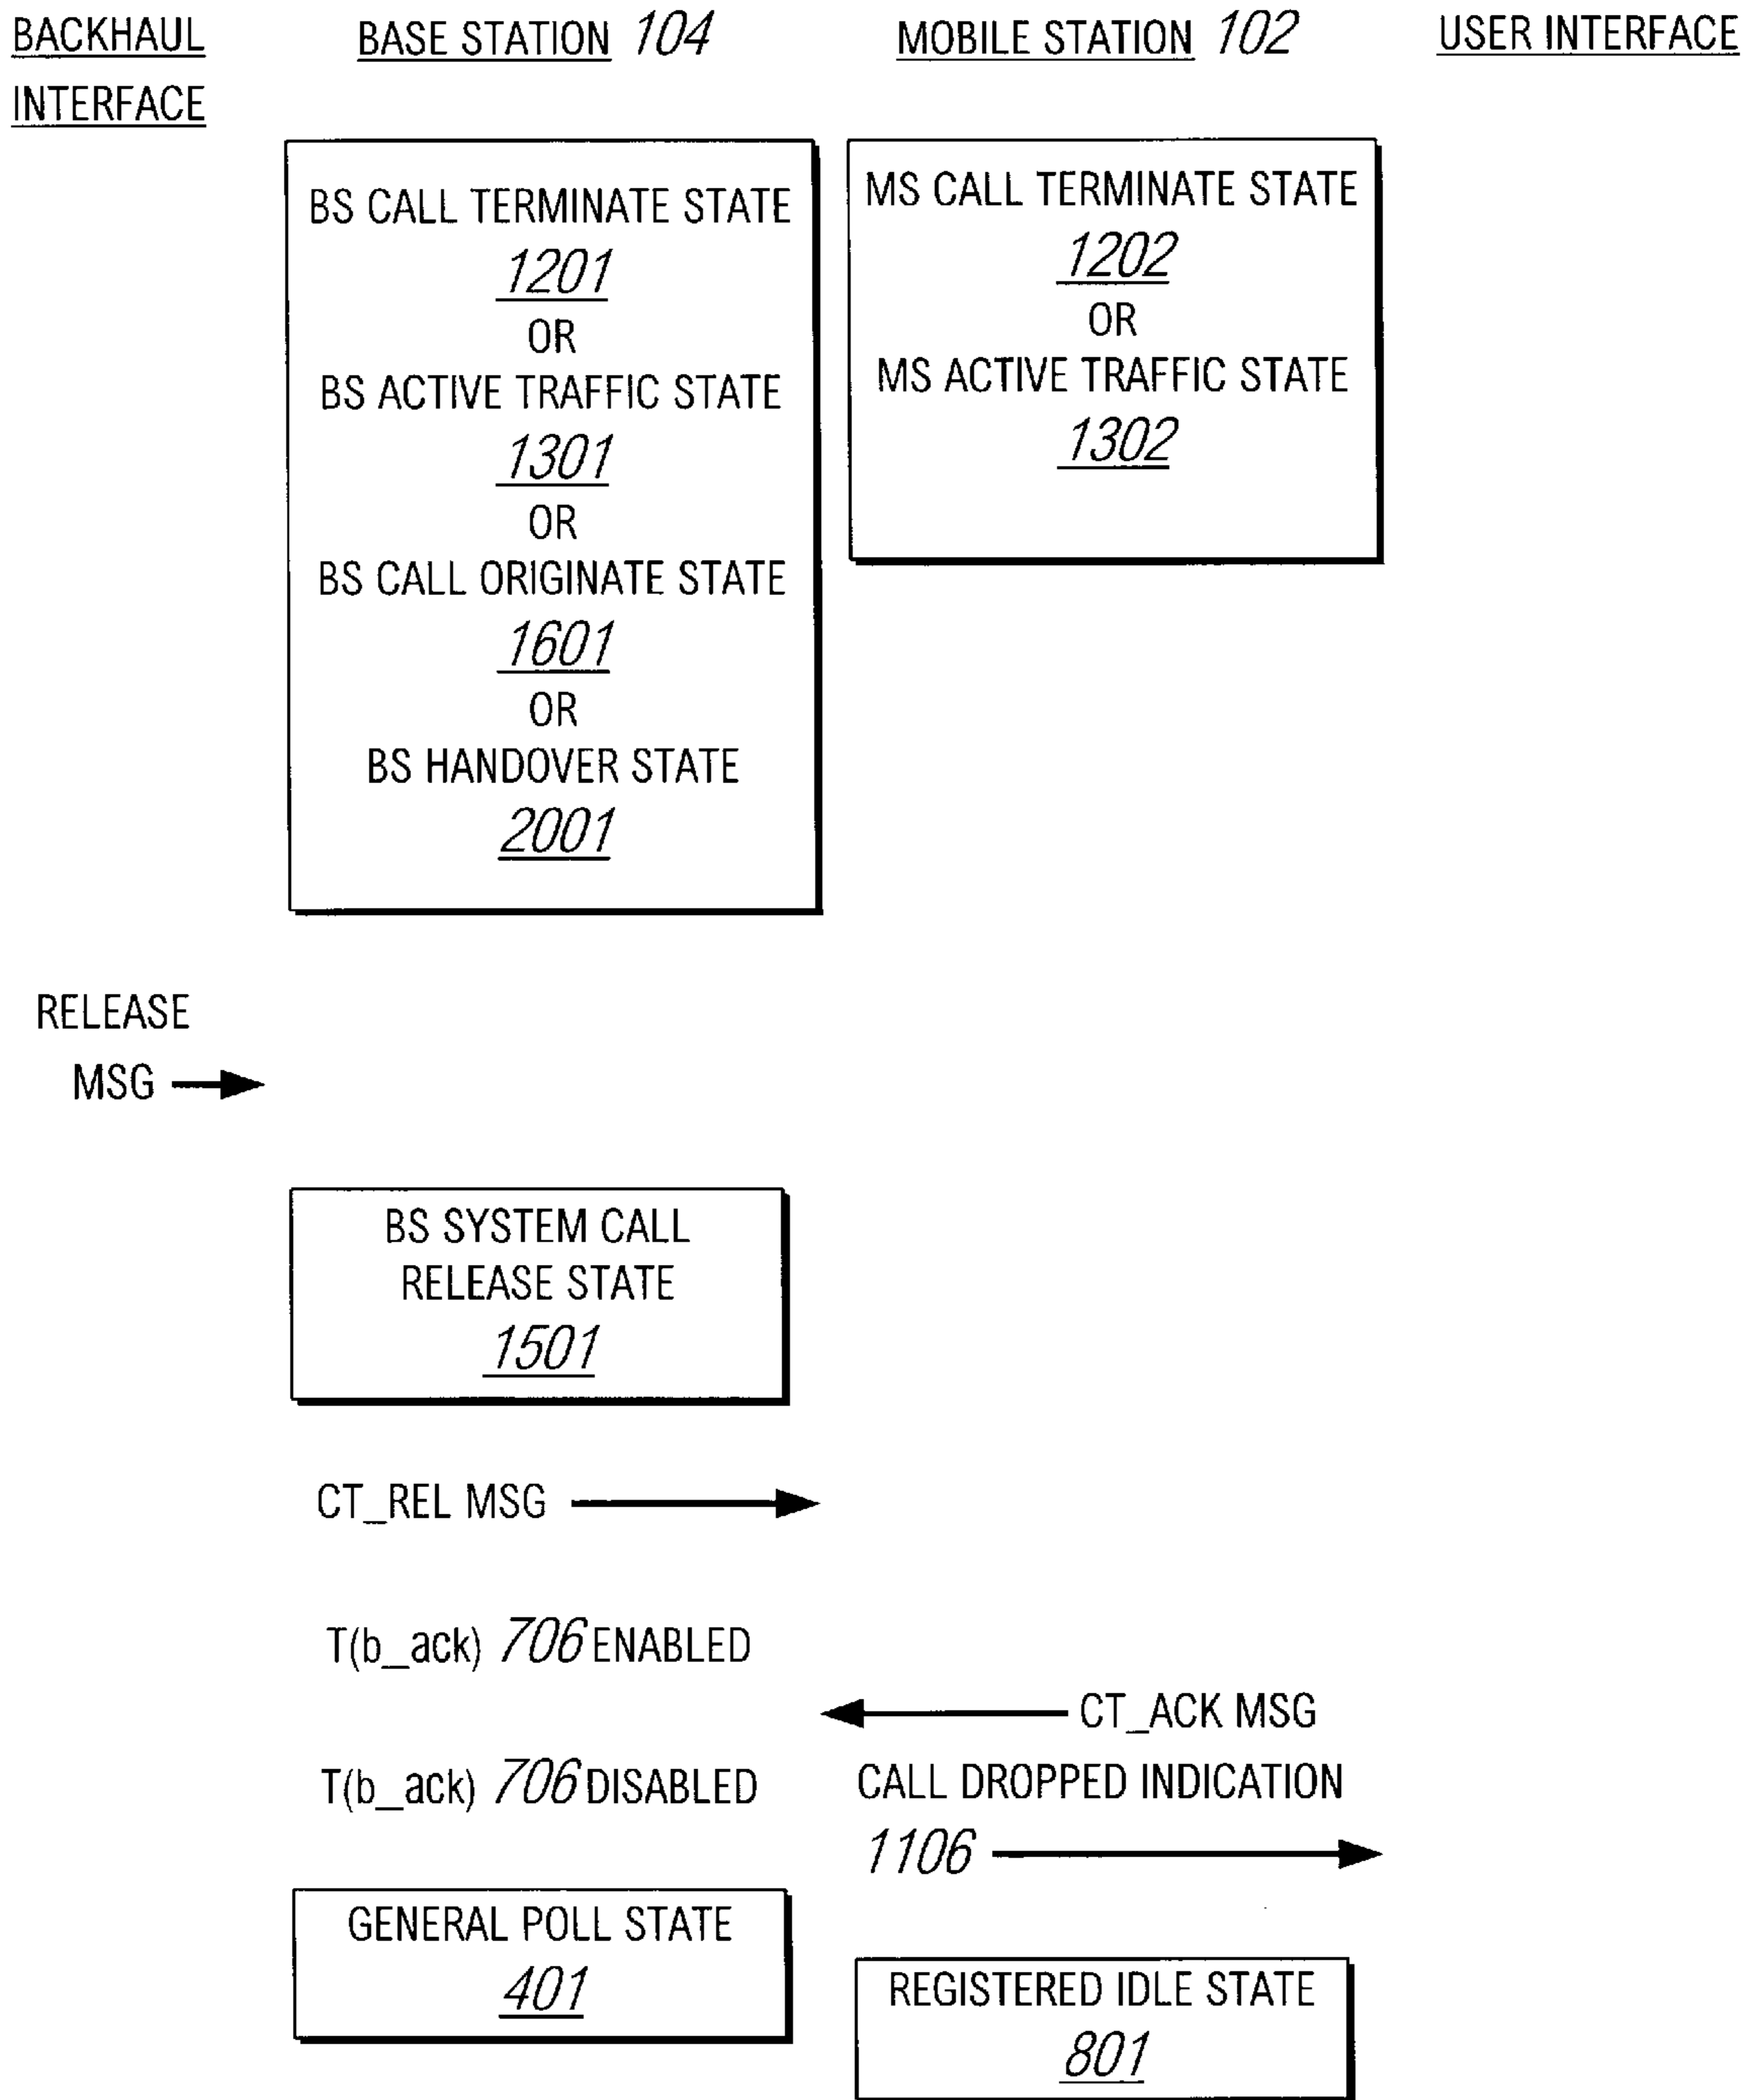 BACKHAUL INTERFACE
BASE STATION 104
MOBILE STATION 102
USER INTERFACE
BS CALL TERMINATE STATE
1201
OR
BS ACTIVE TRAFFIC STATE
1301
OR
BS CALL ORIGINATE STATE
1601
OR
BS HANDOVER STATE
2001
MS CALL TERMINATE STATE
1202
OR
MS ACTIVE TRAFFIC STATE
1302
RELEASE
MSG
BS SYSTEM CALL
RELEASE STATE
1501
CT_REL MSG
T(b_ack) 706 ENABLED
CT_ACK MSG
T(b_ack) 706 DISABLED
CALL DROPPED INDICATION
1106
GENERAL POLL STATE
401
REGISTERED IDLE STATE
801